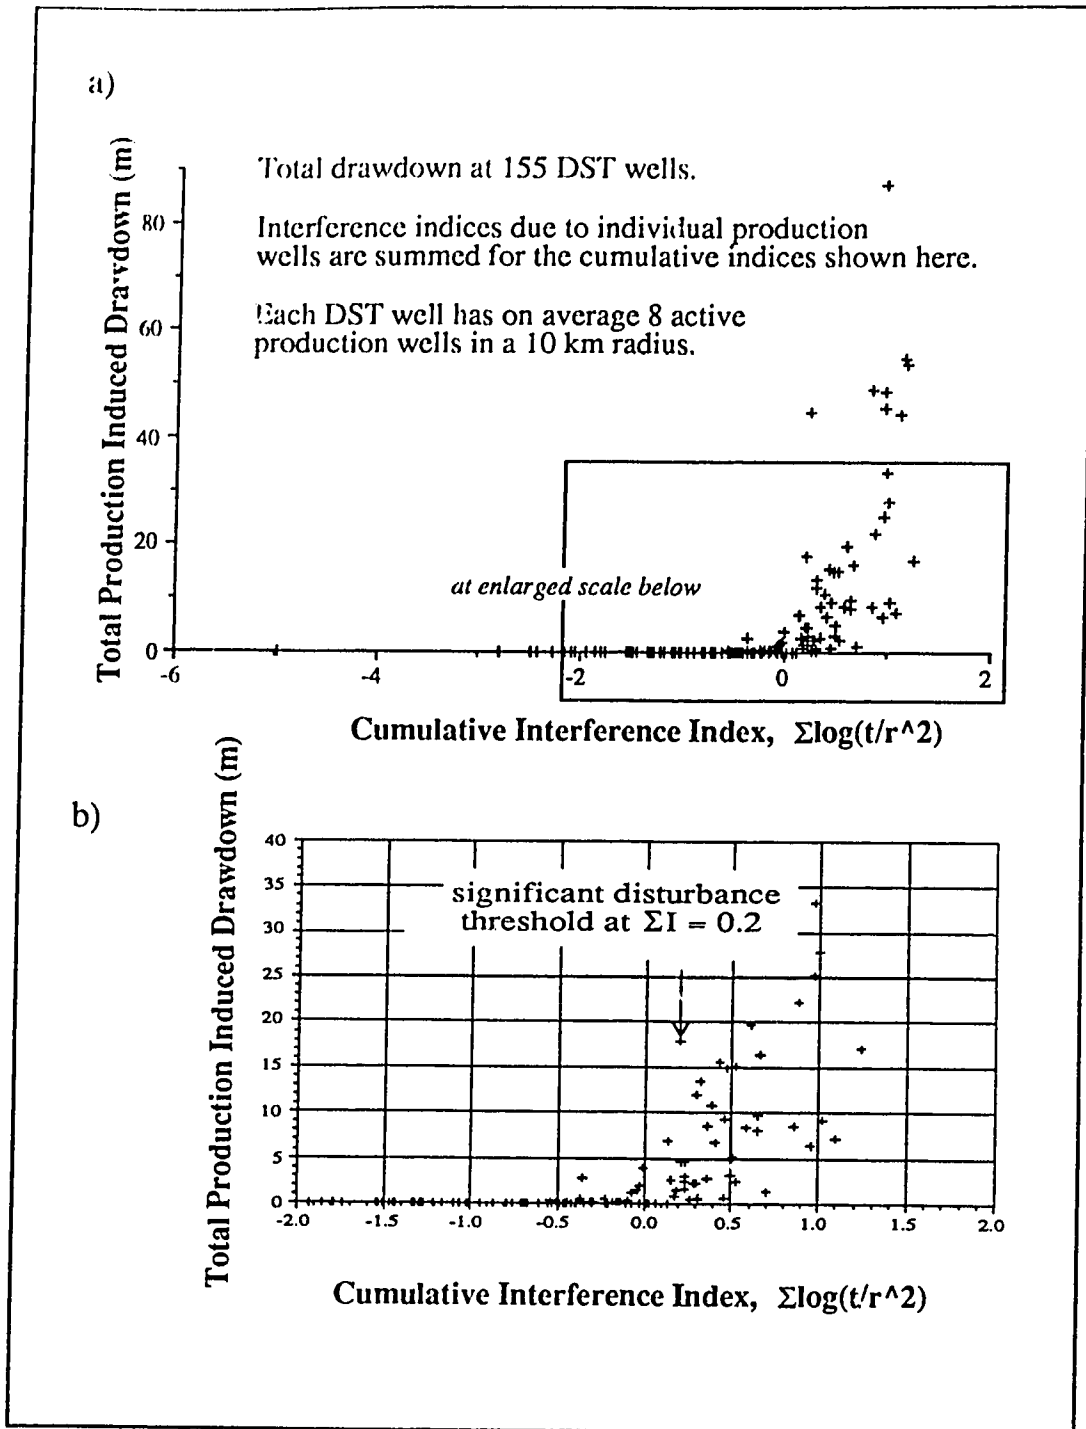 a)
Total Production Induced Drawdown (m)
Total drawdown at 155 DST wells.
Interference indices due to individual production
wells are summed for the cumulative indices shown here.
Each DST well has on average 8 active
production wells in a 10 km radius.
80
60
40
20
0
at enlarged scale below
-6 -4 -2 0 2
Cumulative Interference Index, Σlog(t/r^2)
b)
Total Production Induced Drawdown (m)
40
35
30
25
20
15
10
5
0
significant disturbance
threshold at ΣI = 0.2
-2.0 -1.5 -1.0 -0.5 0.0 0.5 1.0 1.5 2.0
Cumulative Interference Index, Σlog(t/r^2)